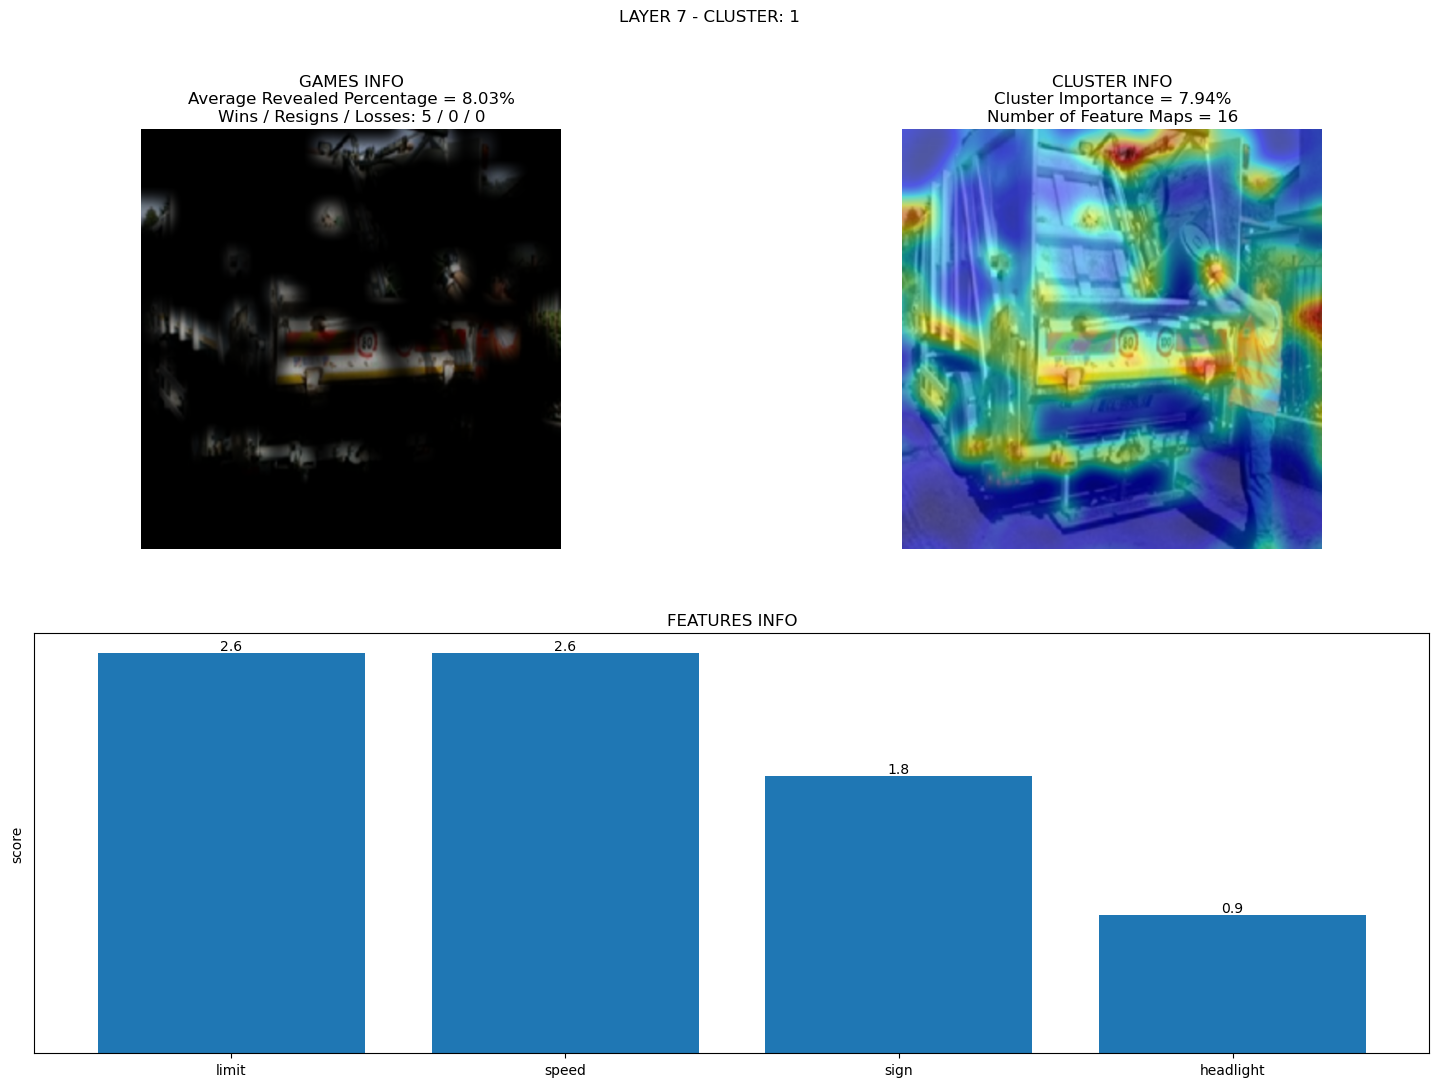 LAYER 7 - CLUSTER: 1
GAMES INFO
Average Revealed Percentage = 8.03%
Wins / Resigns / Losses: 5 / 0 / 0
CLUSTER INFO
Cluster Importance = 7.94%
Number of Feature Maps = 16
80
FEATURES INFO
2.6
2.6
1.8
0.9
score
limit
speed
sign
headlight